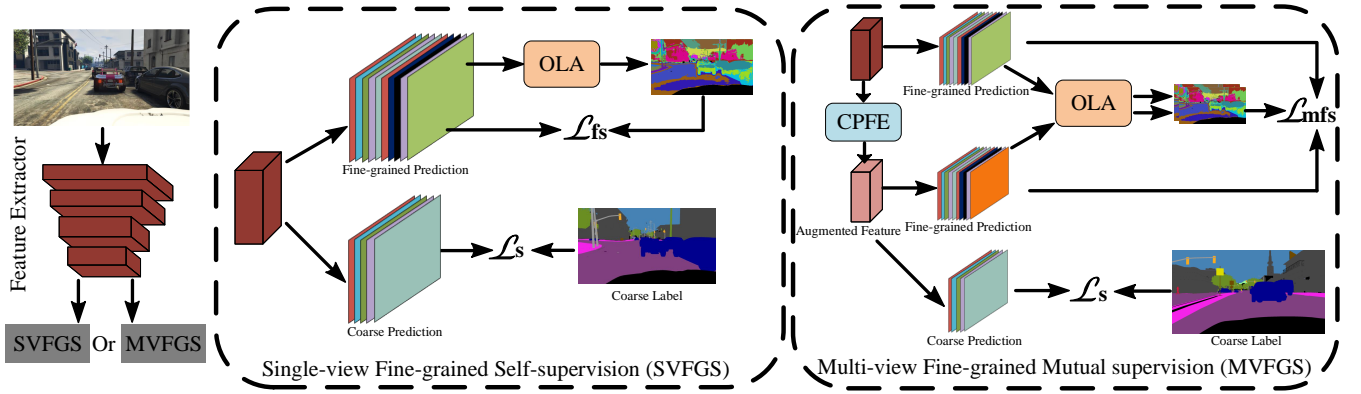 Feature Extractor
SVFGS Or MVFGS
OLA
ℒfs
Fine-grained Prediction
ℒs
Coarse Label
Coarse Prediction
Single-view Fine-grained Self-supervision (SVFGS)
Fine-grained Prediction
OLA
ℒmfs
CPFE
Augmented Feature
Fine-grained Prediction
ℒs
Coarse Prediction
Coarse Label
Multi-view Fine-grained Mutual supervision (MVFGS)